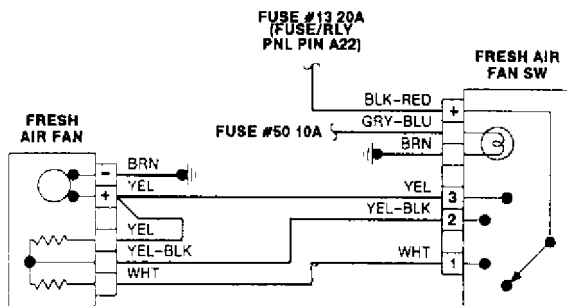 FUSE #13 20A
(FUSE/RLY
PNL PIN A22)
FRESH AIR
FAN SW
BLK-RED
+
GRY-BLU
FUSE #50 10A
BRN
FRESH
AIR FAN
-
BRN
+
YEL
YEL
3
YEL-BLK
2
YEL
YEL-BLK
WHT
WHT
1